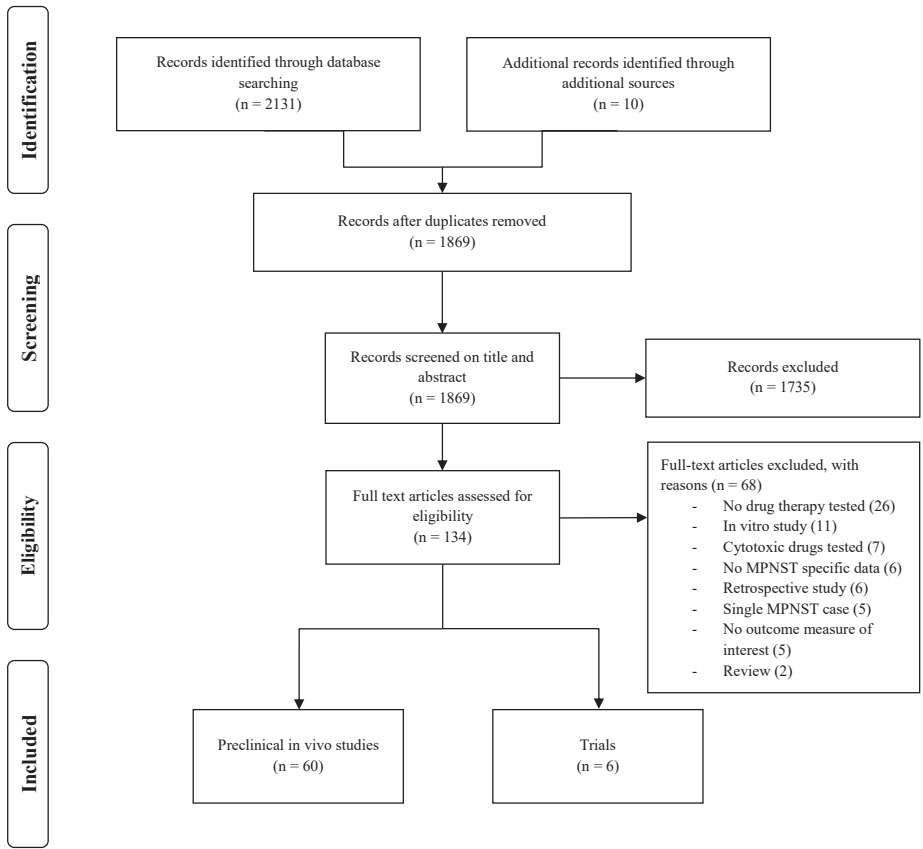 Identification
Records identified through database
searching
(n = 2131)
Additional records identified through
additional sources
(n = 10)
Screening
Records after duplicates removed
(n = 1869)
Records screened on title and
abstract
(n = 1869)
Records excluded
(n = 1735)
Eligibility
Full text articles assessed for
eligibility
(n = 134)
Full-text articles excluded, with
reasons (n = 68)
- No drug therapy tested (26)
- In vitro study (11)
- Cytotoxic drugs tested (7)
- No MPNST specific data (6)
- Retrospective study (6)
- Single MPNST case (5)
- No outcome measure of
interest (5)
- Review (2)
Included
Preclinical in vivo studies
(n = 60)
Trials
(n = 6)